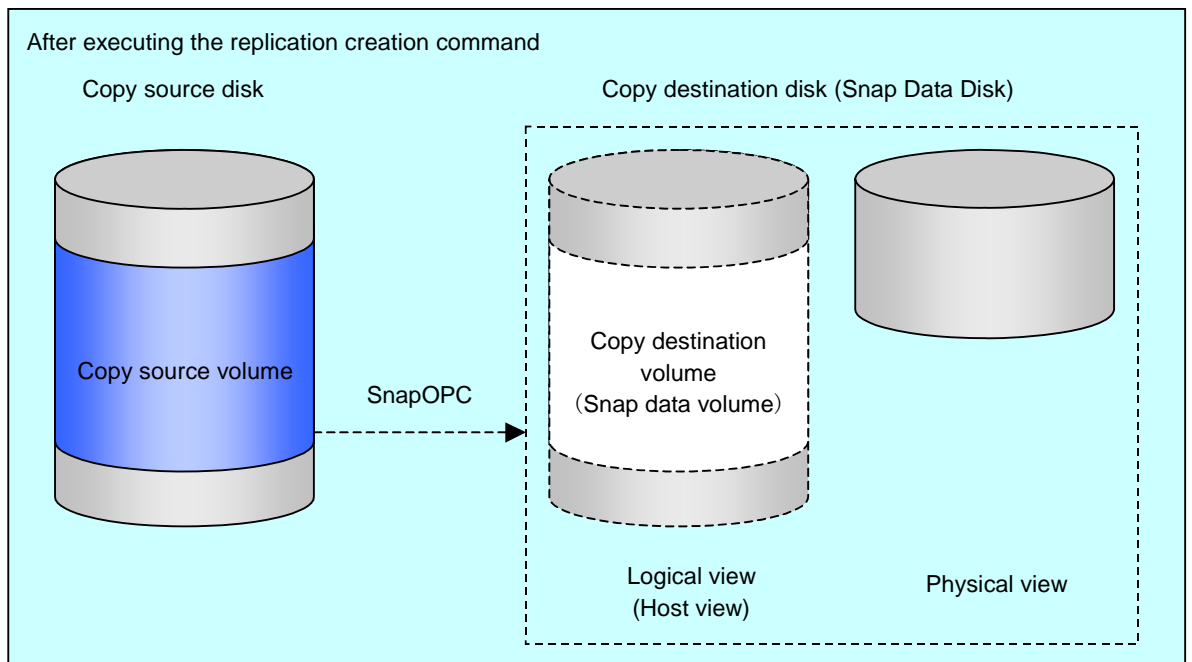 After executing the replication creation command
Copy source disk
Copy destination disk (Snap Data Disk)
Copy source volume
SnapOPC
Copy destination
volume
（Snap data volume）
Logical view
(Host view)
Physical view